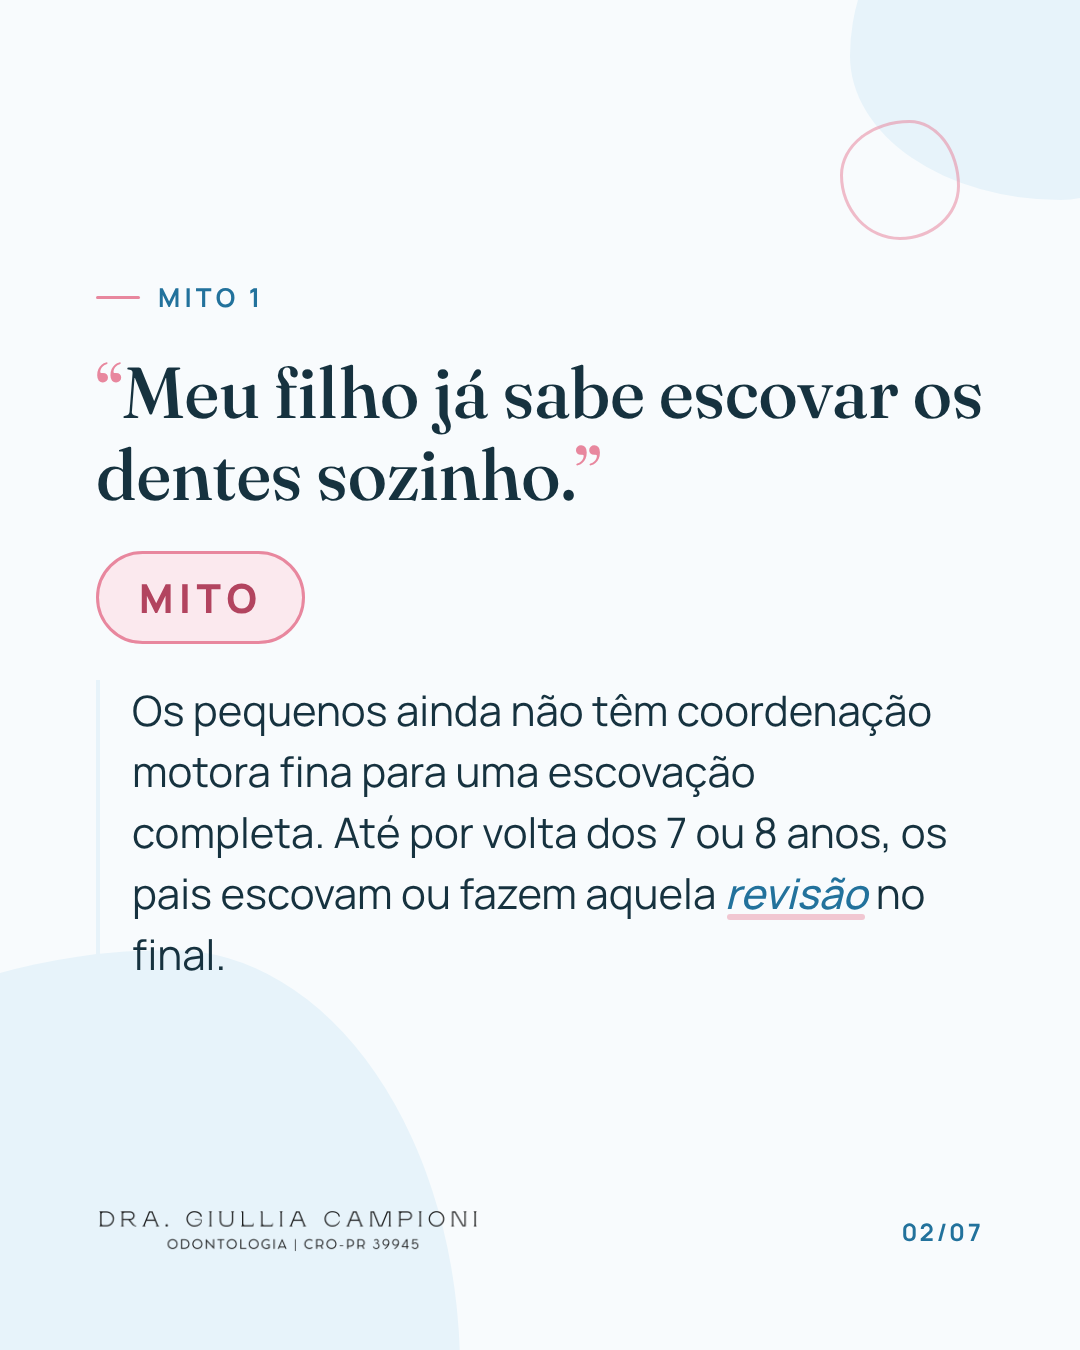 MITO 1
“Meu filho já sabe escovar os
dentes sozinho.”
MITO
Os pequenos ainda não têm coordenação
motora fina para uma escovação
completa. Até por volta dos 7 ou 8 anos, os
pais escovam ou fazem aquela revisão no
final.
DRA. GIULLIA CAMPIONI
ODONTOLOGIA | CRO-PR 39945
02/07